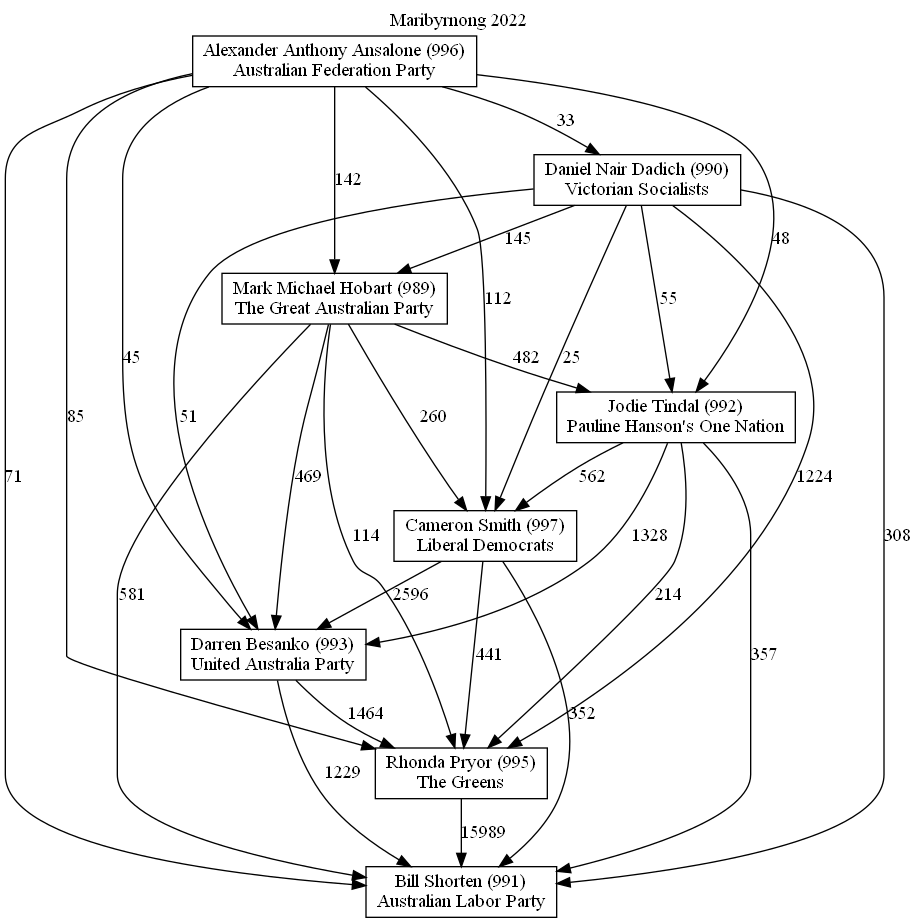 Maribyrnong 2022
Alexander Anthony Ansalone (996)
Australian Federation Party
33
Daniel Nair Dadich (990)
Victorian Socialists
142
145
48
Mark Michael Hobart (989)
The Great Australian Party
112
55
45
482
25
Jodie Tindal (992)
Pauline Hanson's One Nation
85
51
260
71
469
562
1224
Cameron Smith (997)
Liberal Democrats
114
1328
308
581
2596
214
Darren Besanko (993)
United Australia Party
441
357
1464
352
Rhonda Pryor (995)
The Greens
1229
15989
Bill Shorten (991)
Australian Labor Party